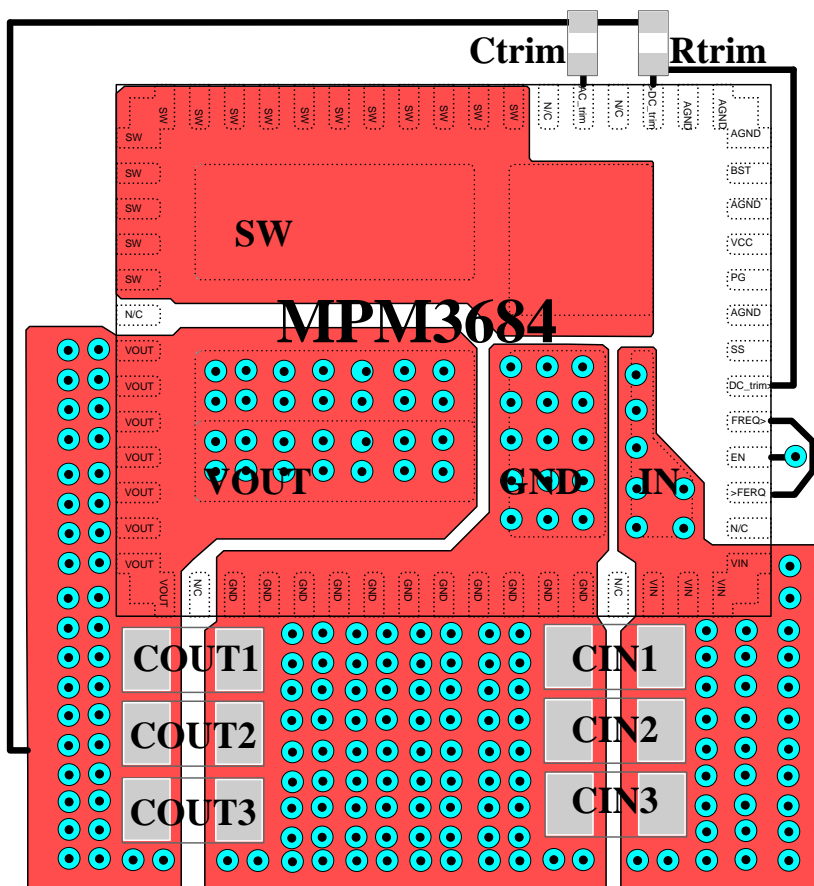 Ctrim
Rtrim
SW
SW
SW
SW
SW
SW
SW
SW
SW
SW
SW
N/C
AC_trim
N/C
>DC_trim
AGND
AGND
SW
AGND
SW
BST
SW
AGND
SW
SW
VCC
SW
PG
N/C
MPM3684
AGND
VOUT
SS
VOUT
DC_trim>
VOUT
FREQ>
VOUT
EN
VOUT
VOUT
GND
IN
>FERQ
VOUT
N/C
VOUT
VIN
VOUT
N/C
GND
GND
GND
GND
GND
GND
GND
GND
GND
GND
GND
N/C
VIN
VIN
VIN
COUT1
CIN1
COUT2
CIN2
COUT3
CIN3